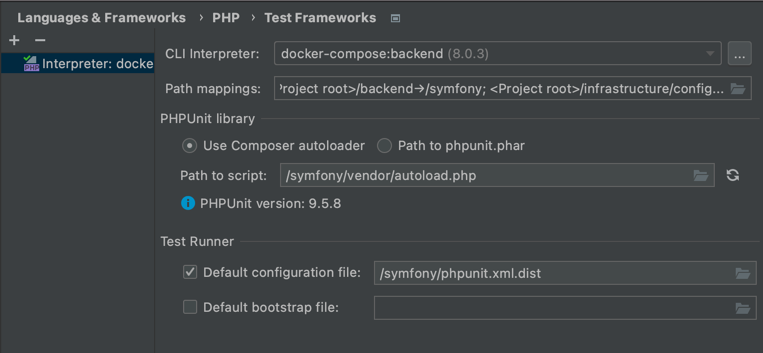 Languages & Frameworks › PHP › Test Frameworks
+ −
CLI Interpreter: docker-compose:backend (8.0.3) ...
PHP Interpreter: docke
Path mappings: roject root>/backend→/symfony; <Project root>/infrastructure/config...
PHPUnit library
Use Composer autoloader Path to phpunit.phar
Path to script: /symfony/vendor/autoload.php
PHPUnit version: 9.5.8
Test Runner
Default configuration file: /symfony/phpunit.xml.dist
Default bootstrap file: